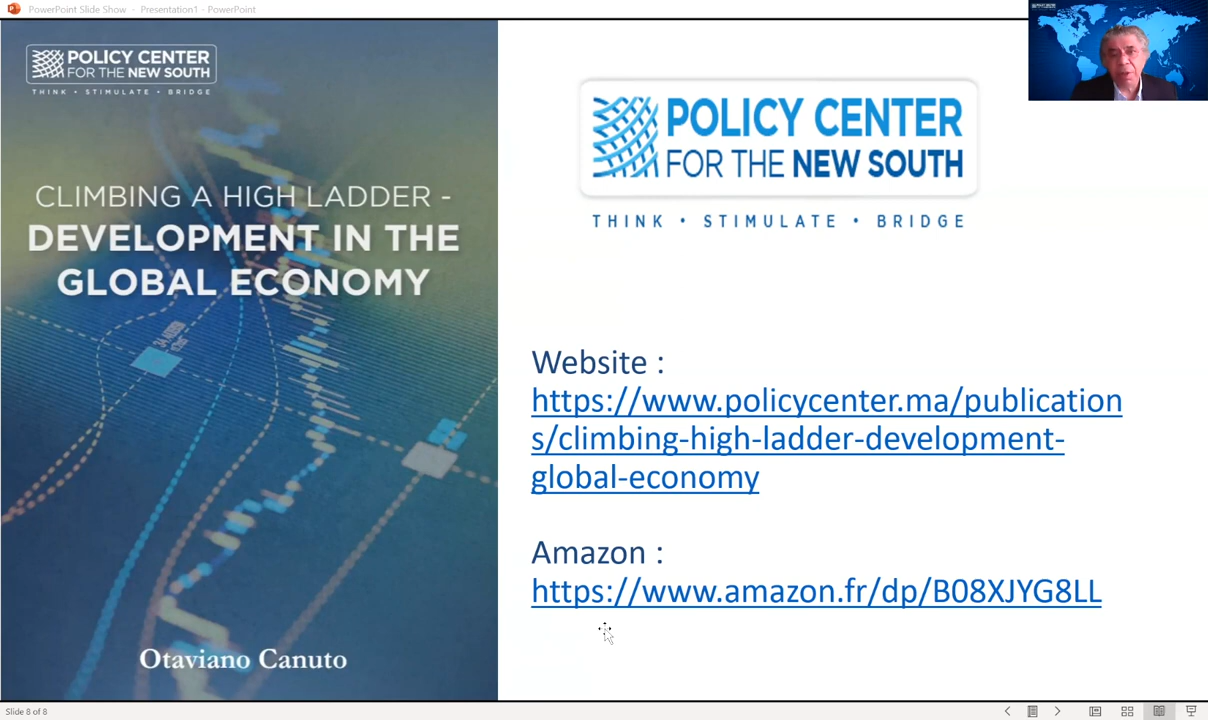 PowerPoint Slide Show - Presentation1 - PowerPoint
POLICY CENTER
FOR THE NEW SOUTH
THINK • STIMULATE • BRIDGE
CLIMBING A HIGH LADDER -
DEVELOPMENT IN THE
GLOBAL ECONOMY
Otaviano Canuto
POLICY CENTER
FOR THE NEW SOUTH
THINK • STIMULATE • BRIDGE
Website :
https://www.policycenter.ma/publication
s/climbing-high-ladder-development-
global-economy
Amazon :
https://www.amazon.fr/dp/B08XJYG8LL
Slide 8 of 8